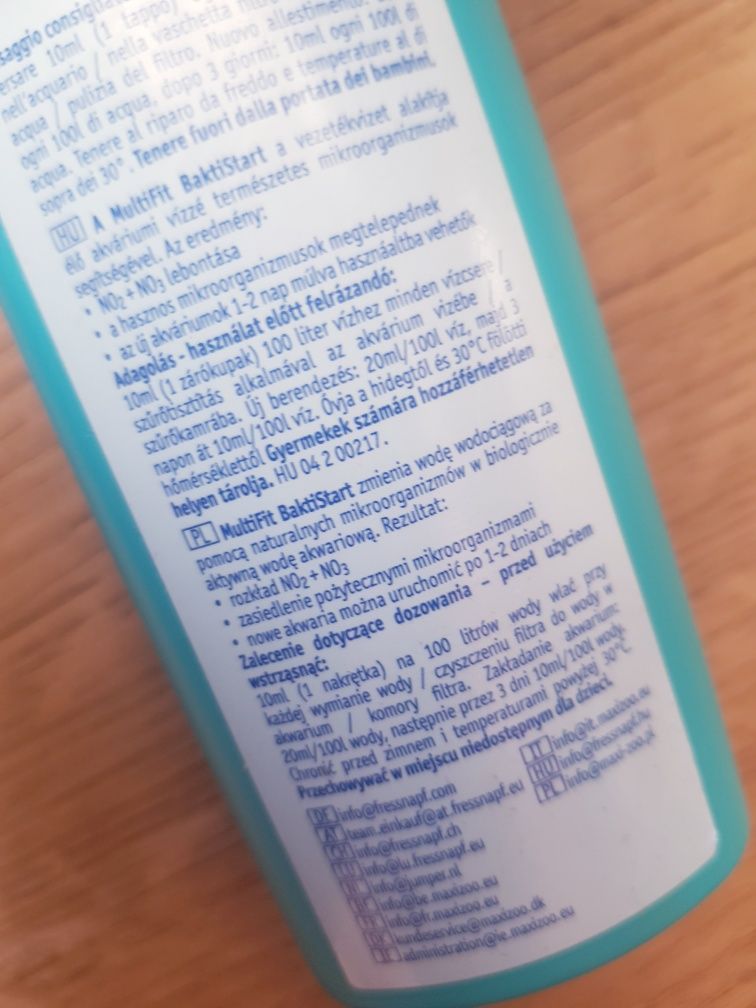 saggio consigliato
versare 10ml (1 tappo)
nell'acquario / nella vaschetta filtro
acqua / pulizia del filtro. Nuovo allestimento:
ogni 100l di acqua, dopo 3 giorni: 10ml ogni 100l di
acqua. Tenere al riparo da freddo e temperature al di
sopra dei 30°. Tenere fuori dalla portata dei bambini.
HU A MultiFit BaktiStart a vezetékvizet alakítja
élő akváriumi vízzé természetes mikroorganizmusok
segítségével. Az eredmény:
• NO₂ + NO₃ lebontása
• a hasznos mikroorganizmusok megtelepednek
• az új akváriumok 1-2 nap múlva használatba vehetők
Adagolás - használat előtt felrázandó:
10ml (1 zárókupak) 100 liter vízhez minden vízcsere /
szűrőtisztítás alkalmával az akvárium vizébe / a
szűrőkamrába. Új berendezés: 20ml/100l víz, majd 3
napon át 10ml/100l víz. Óvja a hidegtől és 30°C fölötti
hőmérséklettől. Gyermekek számára hozzáférhetetlen
helyen tárolja. HU 04 2 00217.
PL MultiFit BaktiStart zmienia wodę wodociągową za
pomocą naturalnych mikroorganizmów w biologicznie
aktywną wodę akwariową. Rezultat:
• rozkład NO₂ + NO₃
• zasiedlenie pożytecznymi mikroorganizmami
• nowe akwaria można uruchomić po 1-2 dniach
Zalecenie dotyczące dozowania – przed użyciem
wstrząsnąć:
10ml (1 nakrętka) na 100 litrów wody wlać przy
każdej wymianie wody / czyszczeniu filtra do wody w
akwarium / komory filtra. Zakładanie akwarium:
20ml/100l wody, następnie przez 3 dni 10ml/100l wody.
Chronić przed zimnem i temperaturami powyżej 30°C.
Przechowywać w miejscu niedostępnym dla dzieci.
DE info@fressnapf.com
AT team.einkauf@at.fressnapf.eu
CH info@fressnapf.ch
info@lu.fressnapf.eu
info@jumper.nl
info@be.maxizoo.eu
info@fr.maxizoo.eu
kundeservice@maxizoo.dk
administration@ie.maxizoo.eu
IT info@it.maxizoo.eu
HU info@fressnapf.hu
PL info@maxi-zoo.pl